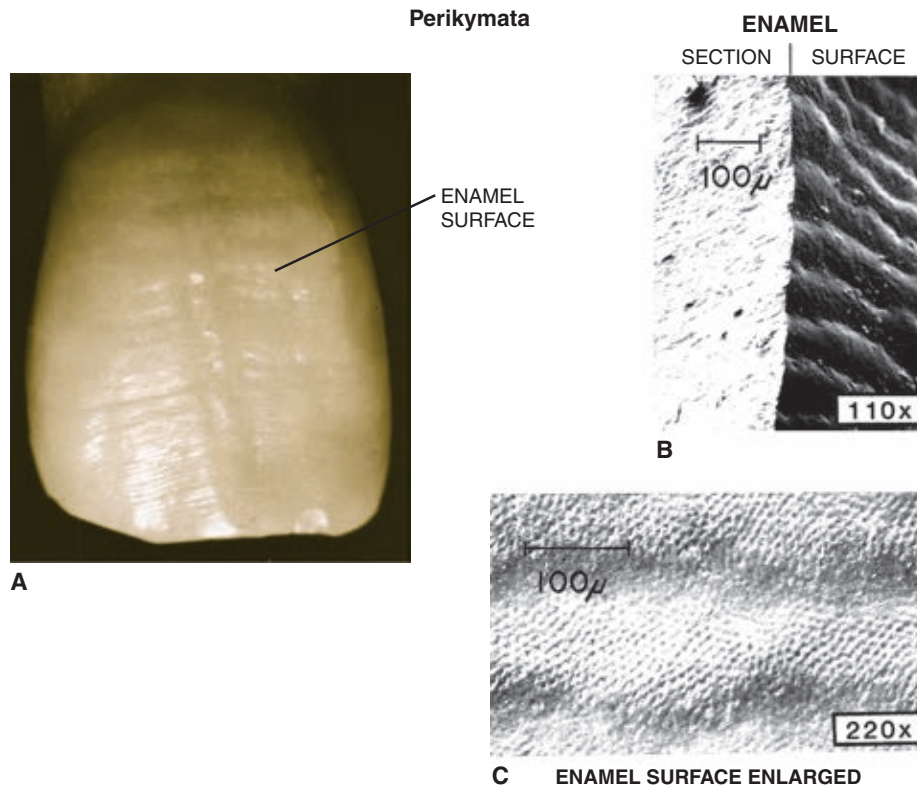 Perikymata
ENAMEL
SECTION SURFACE
ENAMEL
SURFACE
100μ
110x
A
B
100μ
220x
C ENAMEL SURFACE ENLARGED